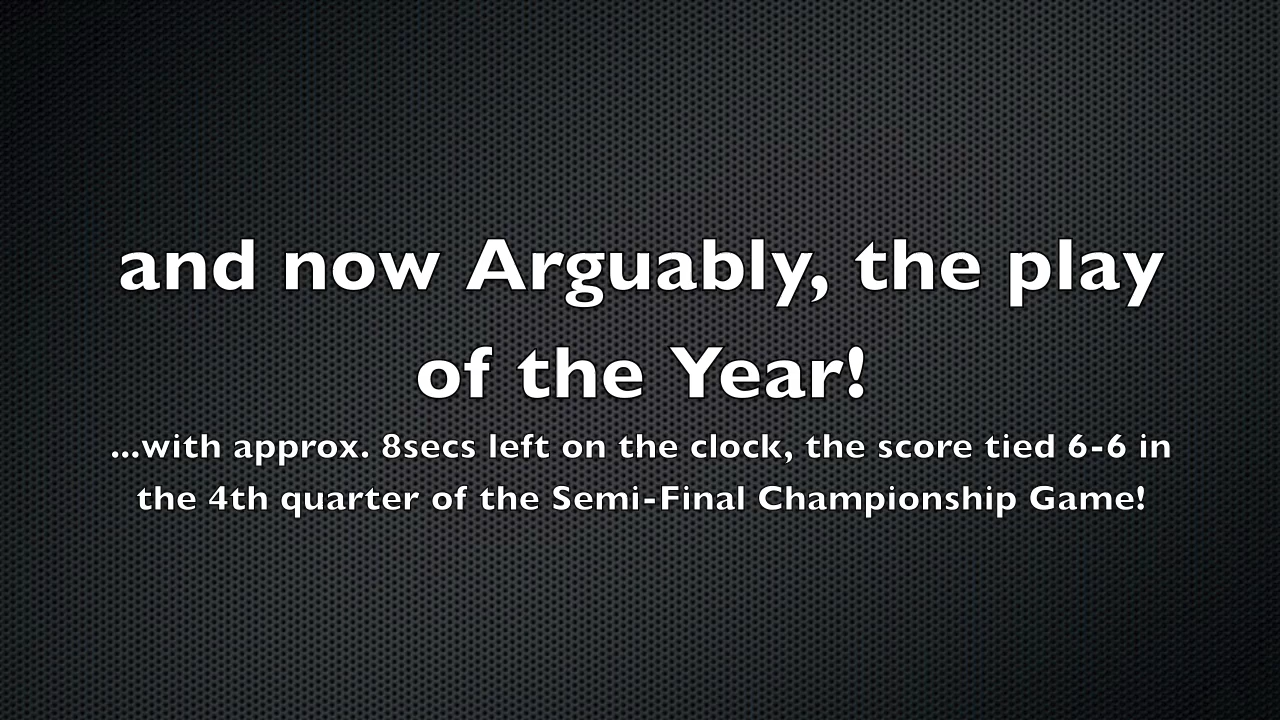 and now Arguably, the play
of the Year!
...with approx. 8secs left on the clock, the score tied 6-6 in
the 4th quarter of the Semi-Final Championship Game!